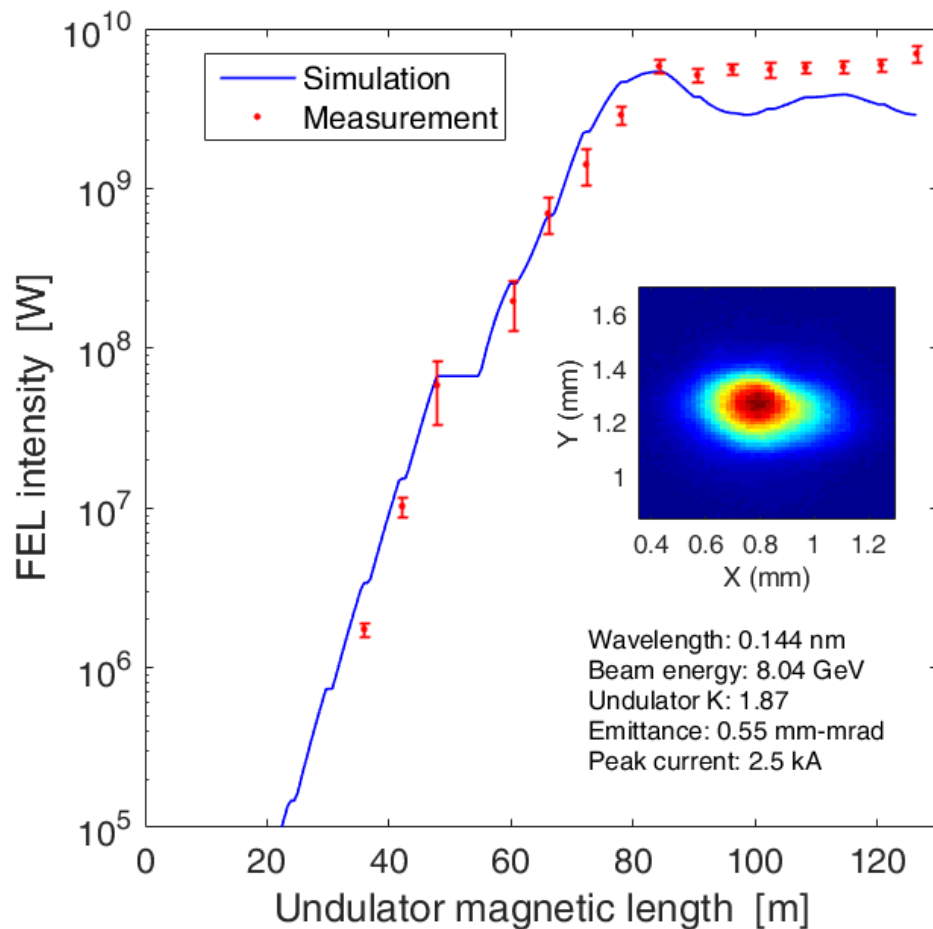 10^10
10^9
10^8
10^7
10^6
10^5
FEL intensity [W]
Simulation
Measurement
1.6
1.4
1.2
1
Y (mm)
0.4 0.6 0.8 1 1.2
X (mm)
Wavelength: 0.144 nm
Beam energy: 8.04 GeV
Undulator K: 1.87
Emittance: 0.55 mm-mrad
Peak current: 2.5 kA
0 20 40 60 80 100 120
Undulator magnetic length [m]